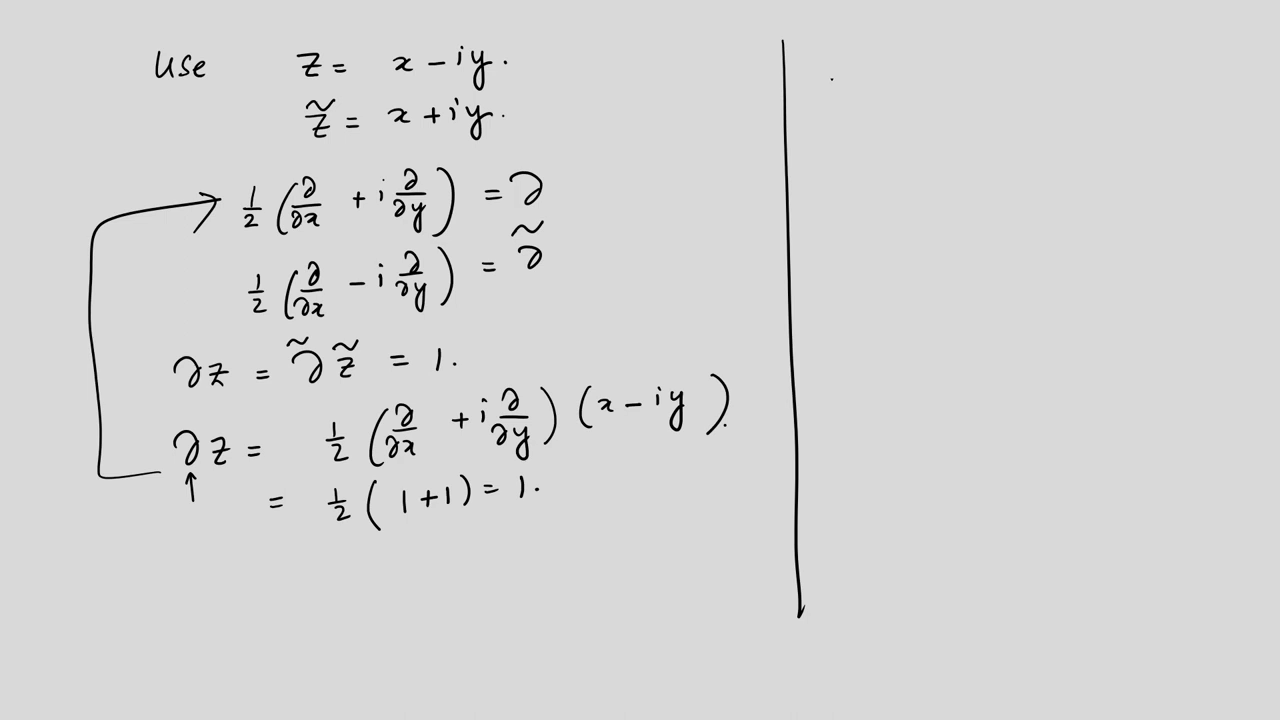 Use z = x - iy.
z̃ = x + iy.
1/2 (∂/∂x + i ∂/∂y) = ∂
1/2 (∂/∂x - i ∂/∂y) = ∂̃
∂z = ∂̃ z̃ = 1.
∂z = 1/2 (∂/∂x + i ∂/∂y) (x - iy).
= 1/2 (1+1) = 1.